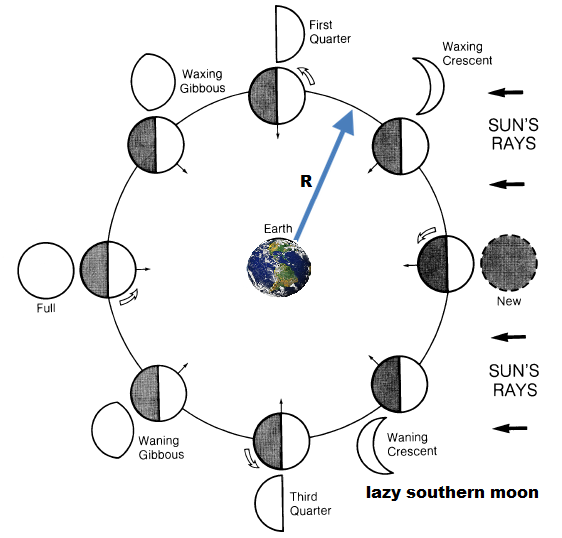 First
Quarter
Waxing
Crescent
Waxing
Gibbous
SUN'S
RAYS
R
Earth
Full
New
SUN'S
RAYS
Waning
Gibbous
Waning
Crescent
lazy southern moon
Third
Quarter